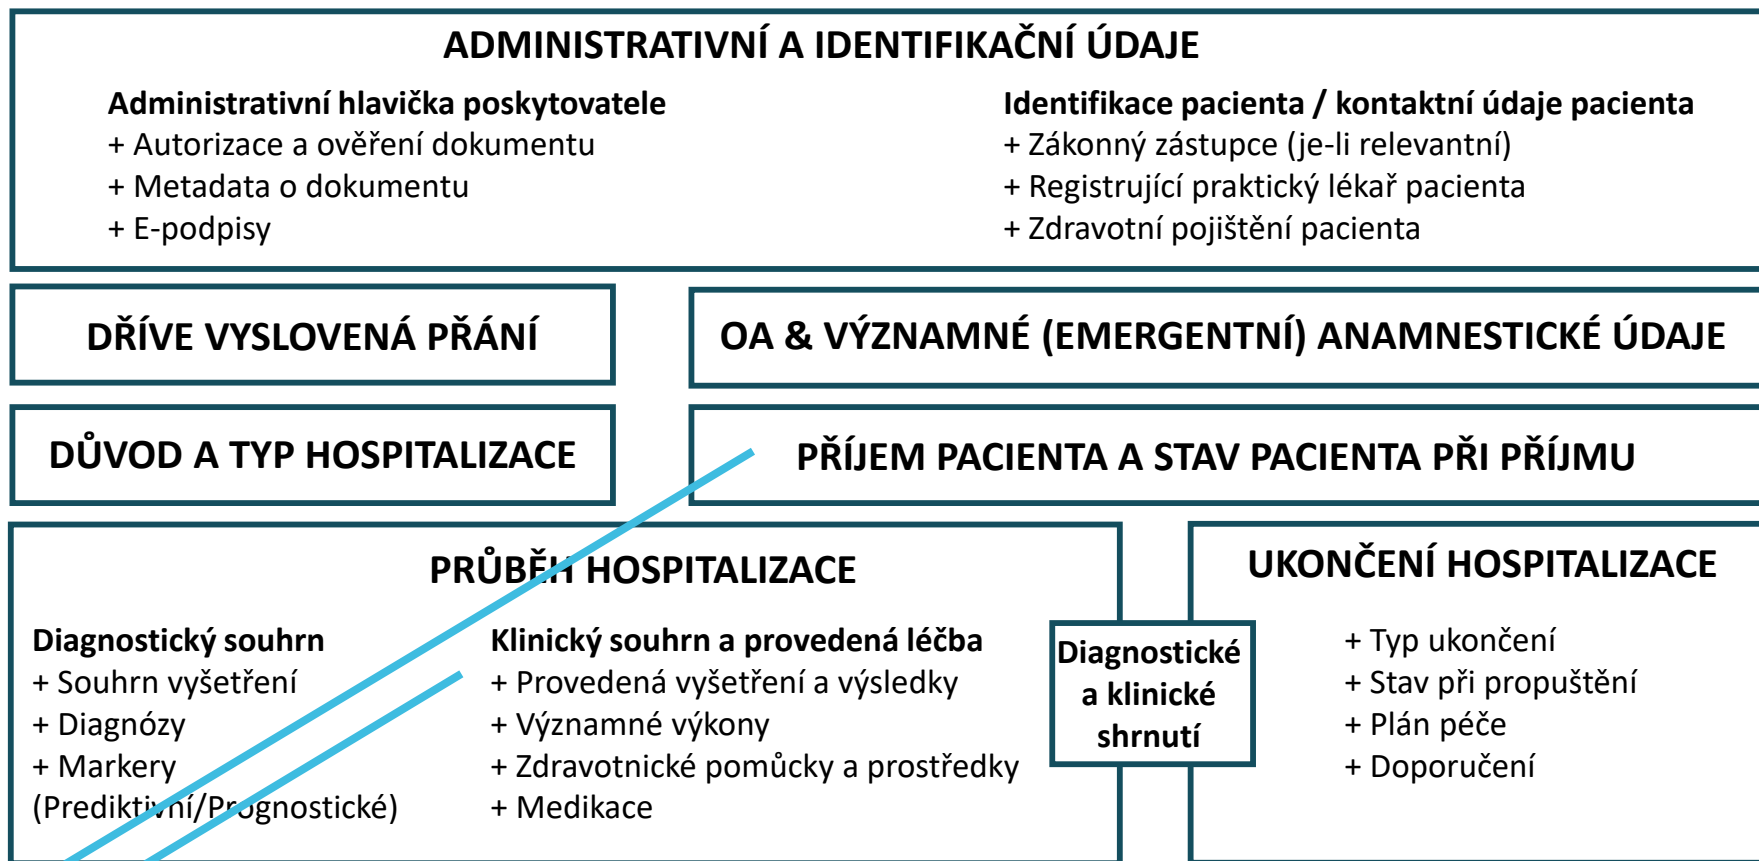 ADMINISTRATIVNÍ A IDENTIFIKAČNÍ ÚDAJE
Administrativní hlavička poskytovatele
+ Autorizace a ověření dokumentu
+ Metadata o dokumentu
+ E-podpisy
Identifikace pacienta / kontaktní údaje pacienta
+ Zákonný zástupce (je-li relevantní)
+ Registrující praktický lékař pacienta
+ Zdravotní pojištění pacienta
DŘÍVE VYSLOVENÁ PŘÁNÍ
OA & VÝZNAMNÉ (EMERGENTNÍ) ANAMNESTICKÉ ÚDAJE
DŮVOD A TYP HOSPITALIZACE
PŘÍJEM PACIENTA A STAV PACIENTA PŘI PŘÍJMU
PRŮBĚH HOSPITALIZACE
Diagnostický souhrn
+ Souhrn vyšetření
+ Diagnózy
+ Markery
(Prediktivní/Prognostické)
Klinický souhrn a provedená léčba
+ Provedená vyšetření a výsledky
+ Významné výkony
+ Zdravotnické pomůcky a prostředky
+ Medikace
Diagnostické
a klinické
shrnutí
UKONČENÍ HOSPITALIZACE
+ Typ ukončení
+ Stav při propuštění
+ Plán péče
+ Doporučení